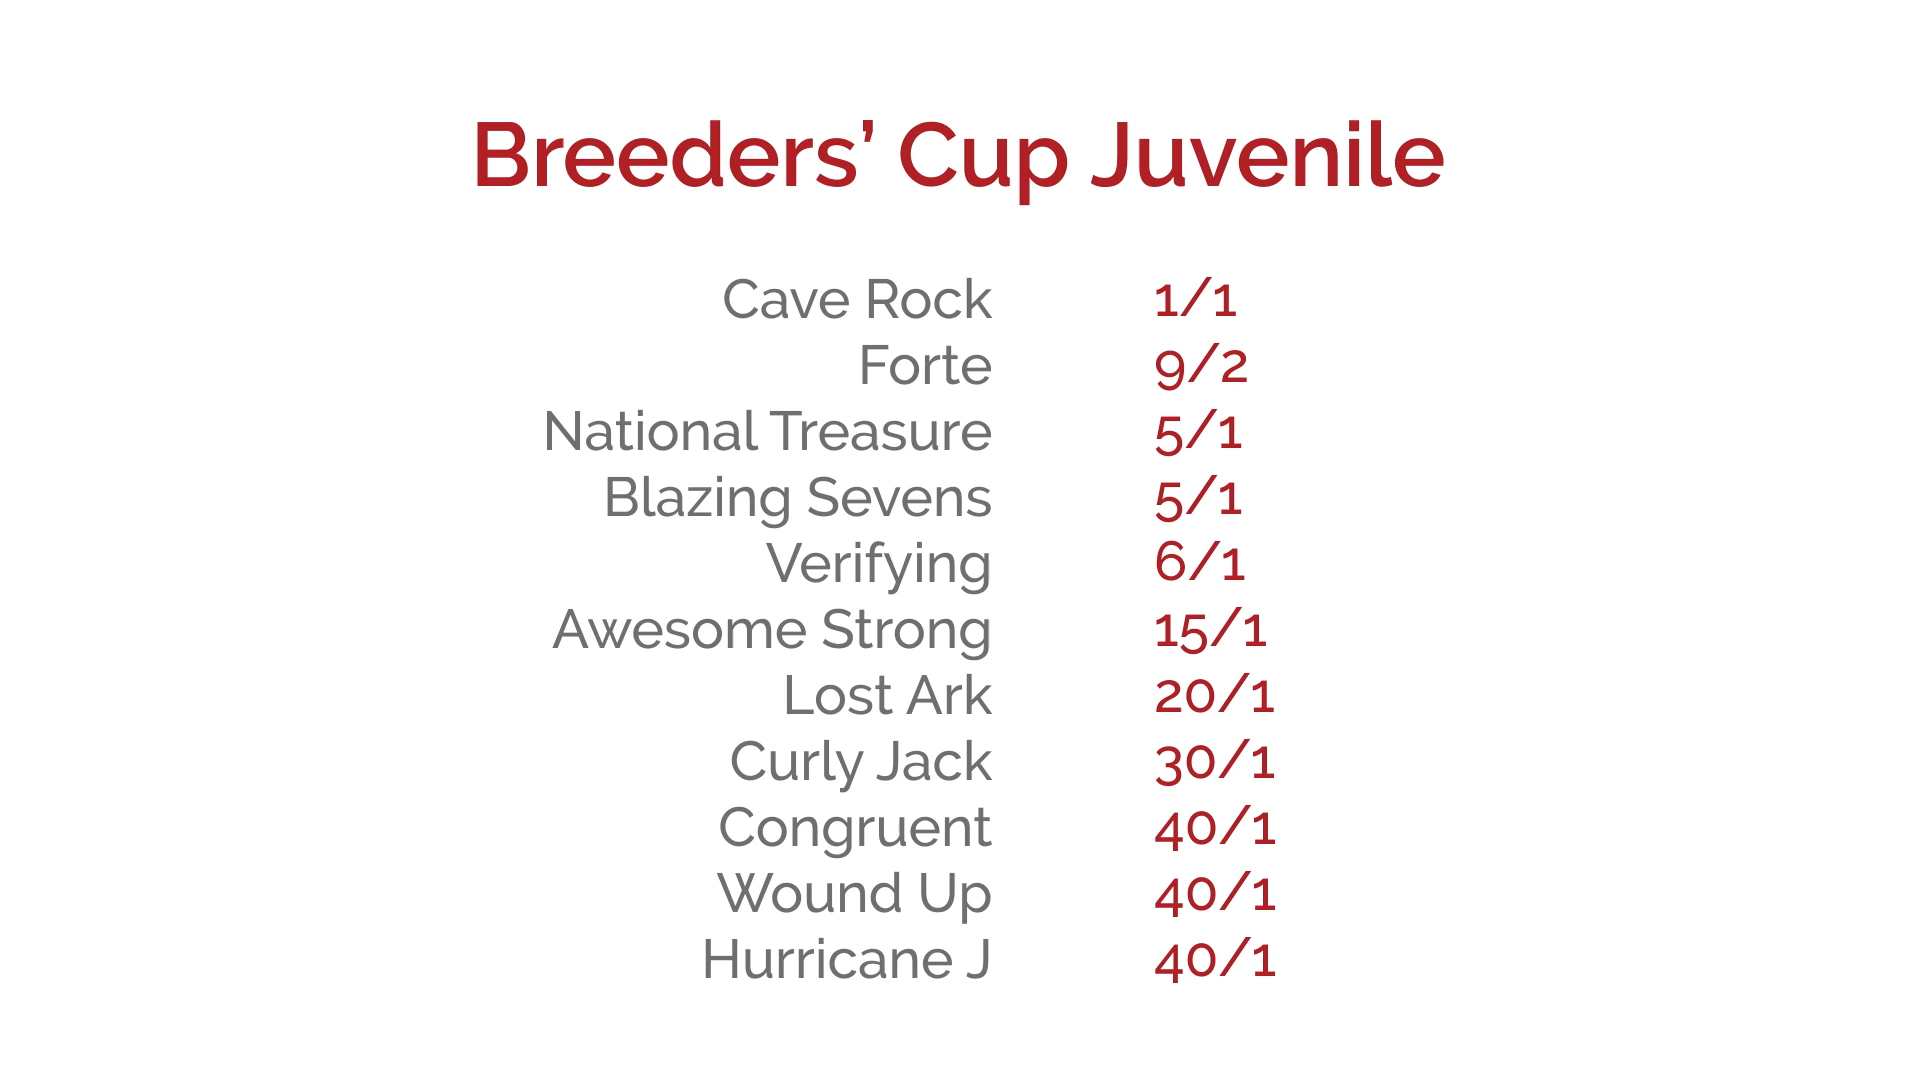 Breeders’ Cup Juvenile
Cave Rock 1/1
Forte 9/2
National Treasure 5/1
Blazing Sevens 5/1
Verifying 6/1
Awesome Strong 15/1
Lost Ark 20/1
Curly Jack 30/1
Congruent 40/1
Wound Up 40/1
Hurricane J 40/1